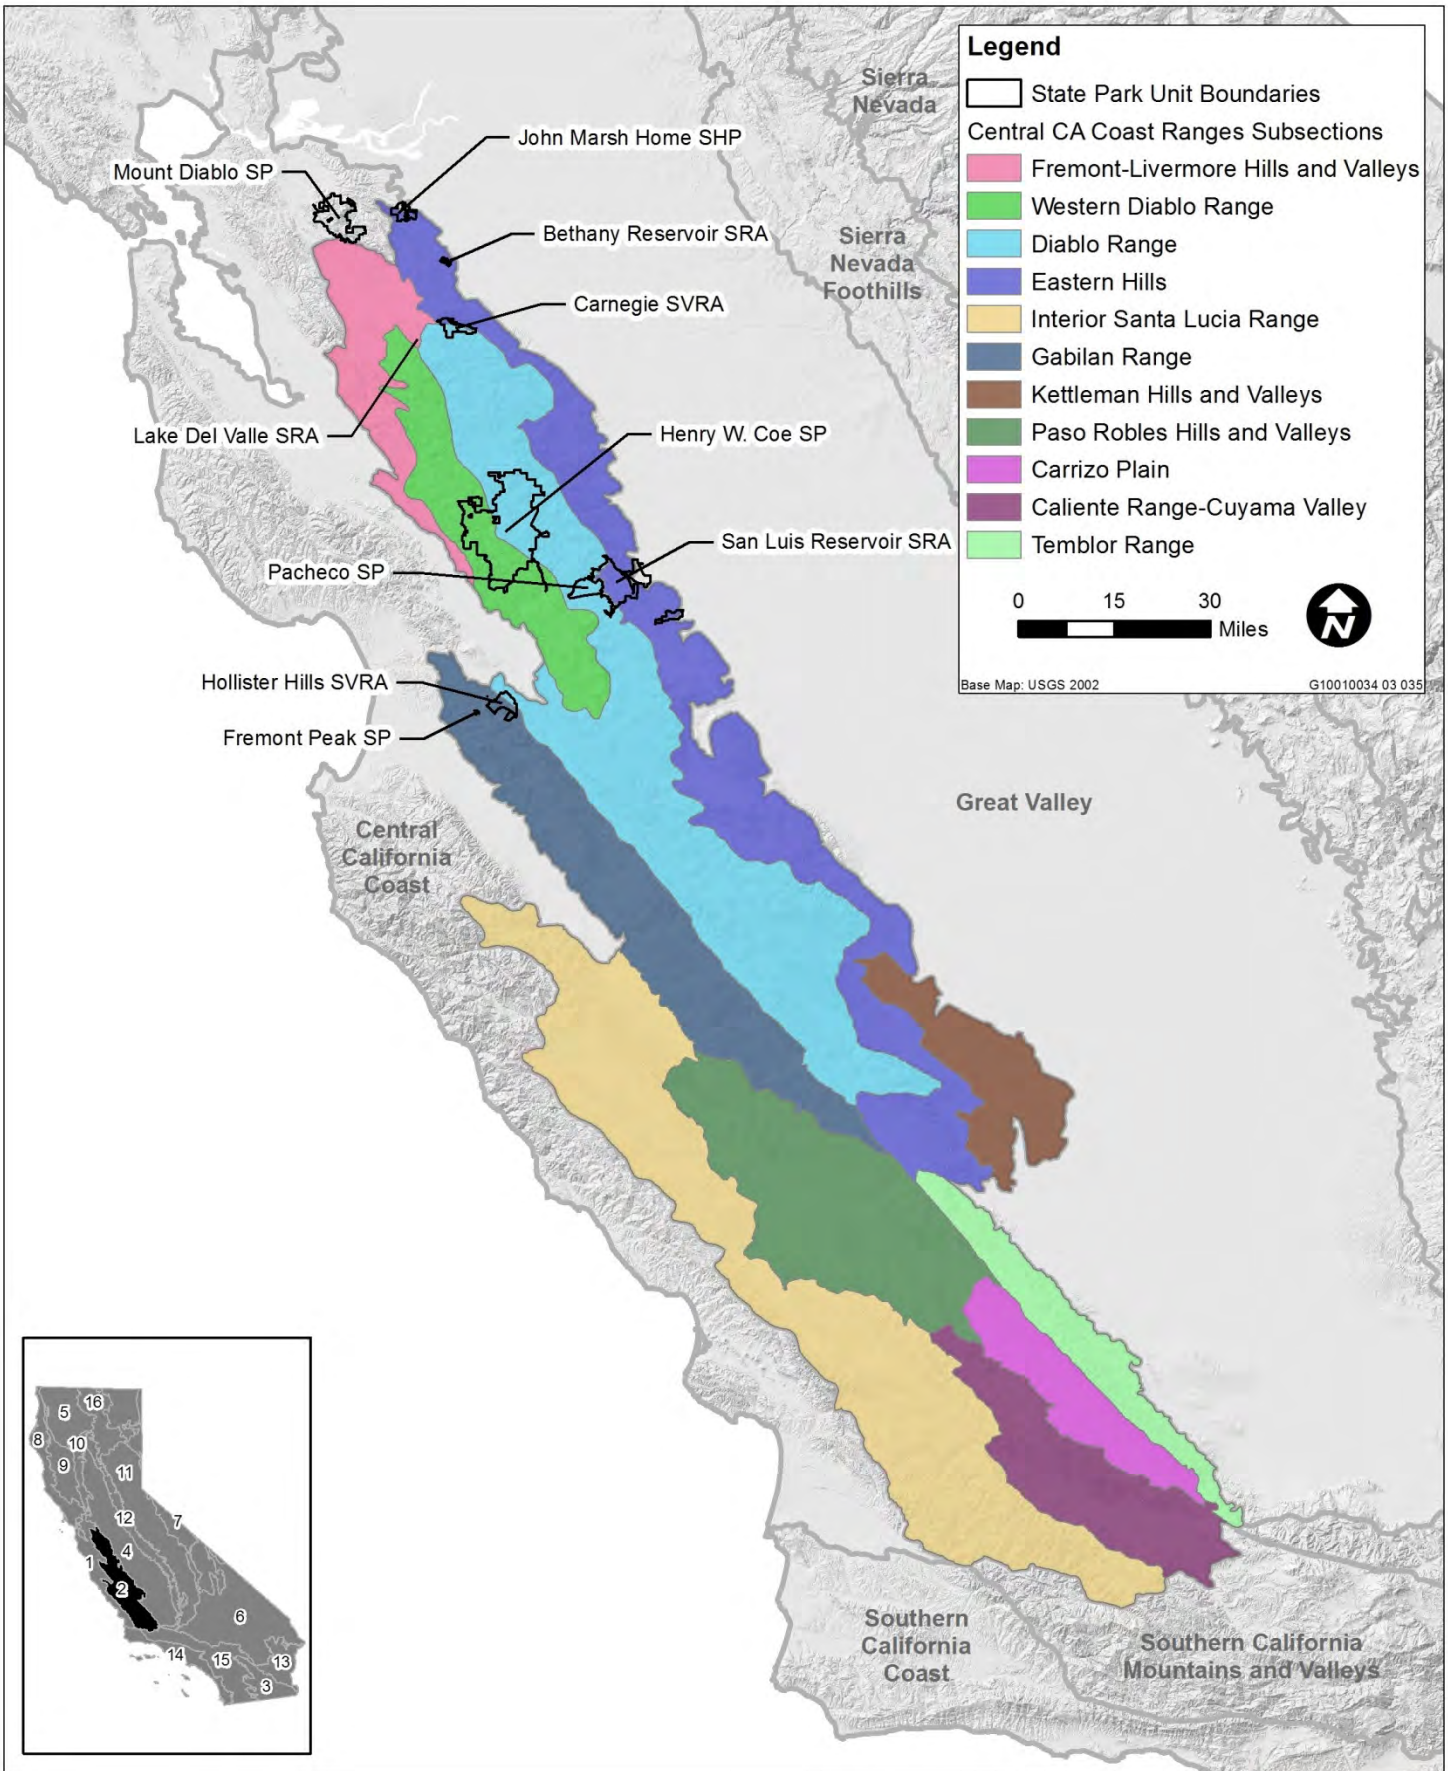 Legend
State Park Unit Boundaries
Central CA Coast Ranges Subsections
Fremont-Livermore Hills and Valleys
Western Diablo Range
Diablo Range
Eastern Hills
Interior Santa Lucia Range
Gabilan Range
Kettleman Hills and Valleys
Paso Robles Hills and Valleys
Carrizo Plain
Caliente Range-Cuyama Valley
Temblor Range
0 15 30
Miles
N
Base Map: USGS 2002
G10010034 03 035
Sierra
Nevada
John Marsh Home SHP
Mount Diablo SP
Bethany Reservoir SRA
Sierra
Nevada
Foothills
Carnegie SVRA
Lake Del Valle SRA
Henry W. Coe SP
San Luis Reservoir SRA
Pacheco SP
Hollister Hills SVRA
Fremont Peak SP
Great Valley
Central
California
Coast
Southern
California
Coast
Southern California
Mountains and Valleys
16
5
8
10
9
11
12
7
4
1
2
6
14
15
13
3